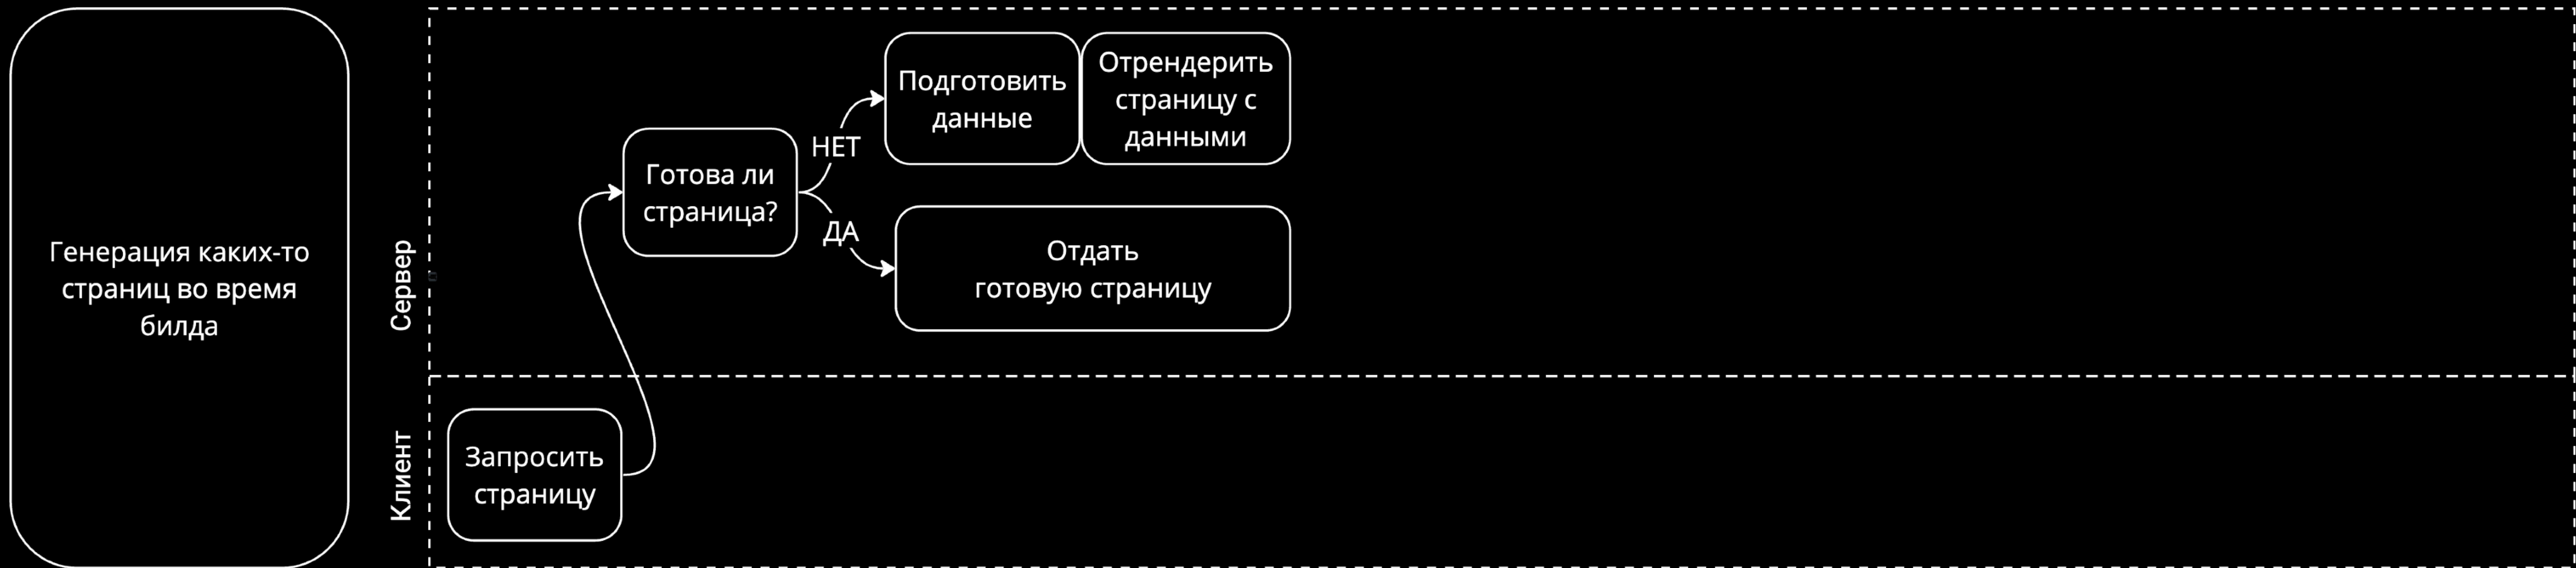 Генерация каких-то
страниц во время
билда
Сервер
Клиент
Запросить
страницу
Готова ли
страница?
НЕТ
ДА
Подготовить
данные
Отрендерить
страницу с
данными
Отдать
готовую страницу